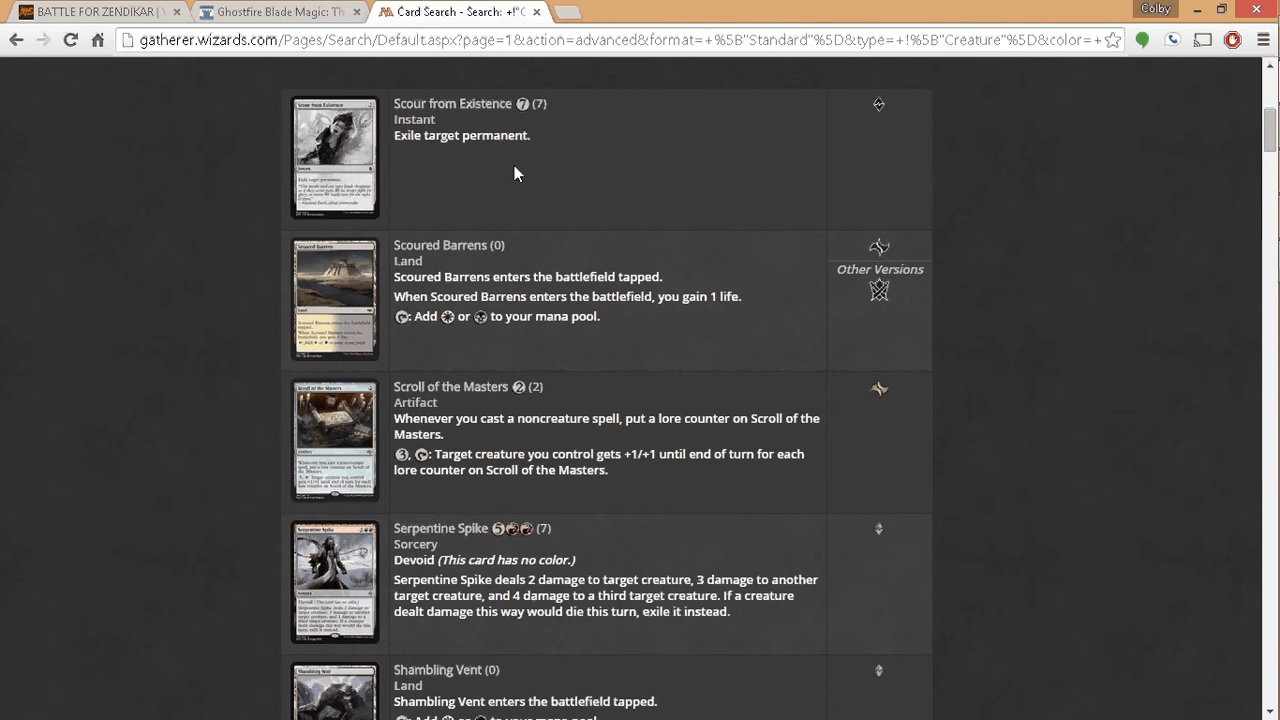 BATTLE FOR ZENDIKAR |
Ghostfire Blade Magic: Th
Card Search - Search: +!"C
Colby
gatherer.wizards.com/Pages/Search/Default.aspx?page=1&action=advanced&format=+["Standard"%5D&type=+!%5B"Creature"%5D&color=+
Scour from Existence 7 (7)
Instant
Exile target permanent.
Scoured Barrens (0)
Land
Scoured Barrens enters the battlefield tapped.
When Scoured Barrens enters the battlefield, you gain 1 life.
: Add or to your mana pool.
Other Versions
Scroll of the Masters 2 (2)
Artifact
Whenever you cast a noncreature spell, put a lore counter on Scroll of the
Masters.
3, : Target creature you control gets +1/+1 until end of turn for each
lore counter on Scroll of the Masters.
Serpentine Spike 5 (7)
Sorcery
Devoid (This card has no color.)
Serpentine Spike deals 2 damage to target creature, 3 damage to another
target creature, and 4 damage to a third target creature. If a creature
dealt damage this way would die this turn, exile it instead.
Shambling Vent (0)
Land
Shambling Vent enters the battlefield tapped.